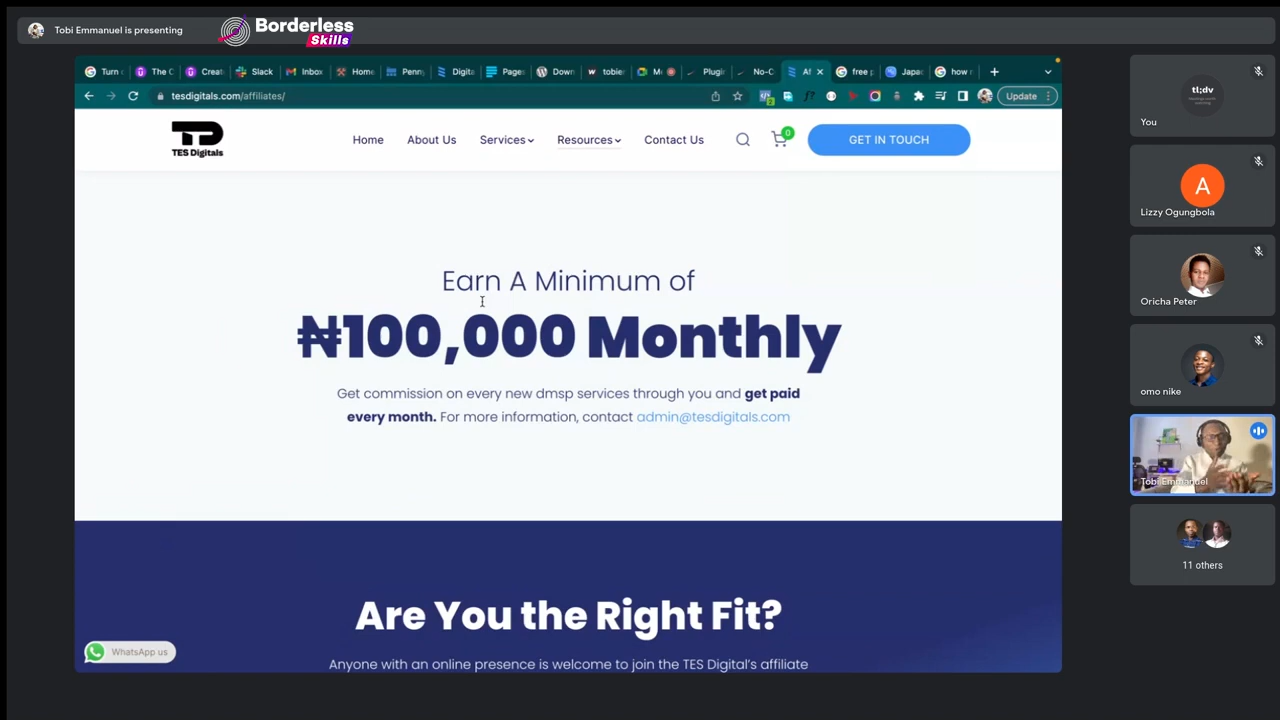 Tobi Emmanuel is presenting
Borderless
Skills
Turn
The C
Creat
Slack
Inbox
Home
Penny
Digita
Pages
Down
tobie
Plugi
No-C
free p
Japa
how r
tesdigitals.com/affiliates/
Update
TES Digitals
Home
About Us
Services
Resources
Contact Us
0
GET IN TOUCH
Earn A Minimum of
₦100,000 Monthly
Get commission on every new dmsp services through you and get paid
every month. For more information, contact admin@tesdigitals.com
Are You the Right Fit?
Anyone with an online presence is welcome to join the TES Digital's affiliate
WhatsApp us
tl;dv
You
A
Lizzy Ogungbola
Oricha Peter
omo nike
Tobi Emmanuel
11 others